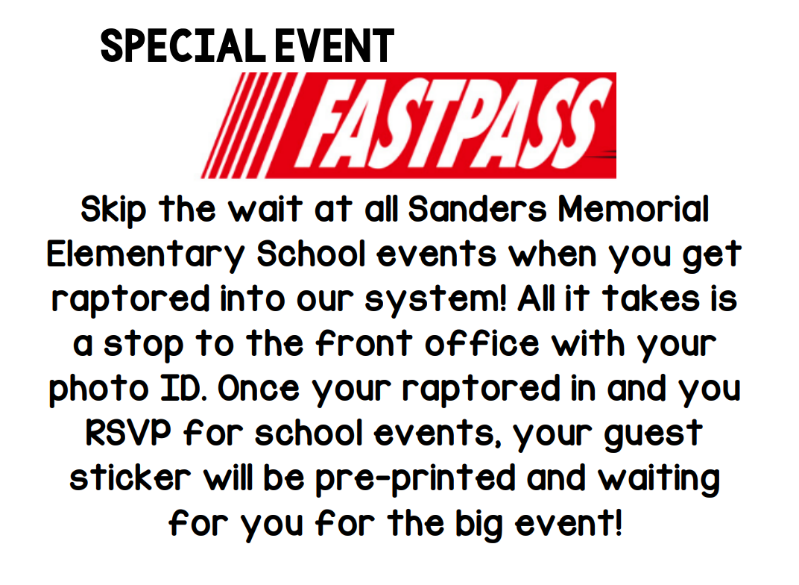 SPECIAL EVENT
FASTPASS
Skip the wait at all Sanders Memorial
Elementary School events when you get
raptored into our system! All it takes is
a stop to the front office with your
photo ID. Once your raptored in and you
RSVP for school events, your guest
sticker will be pre-printed and waiting
for you for the big event!